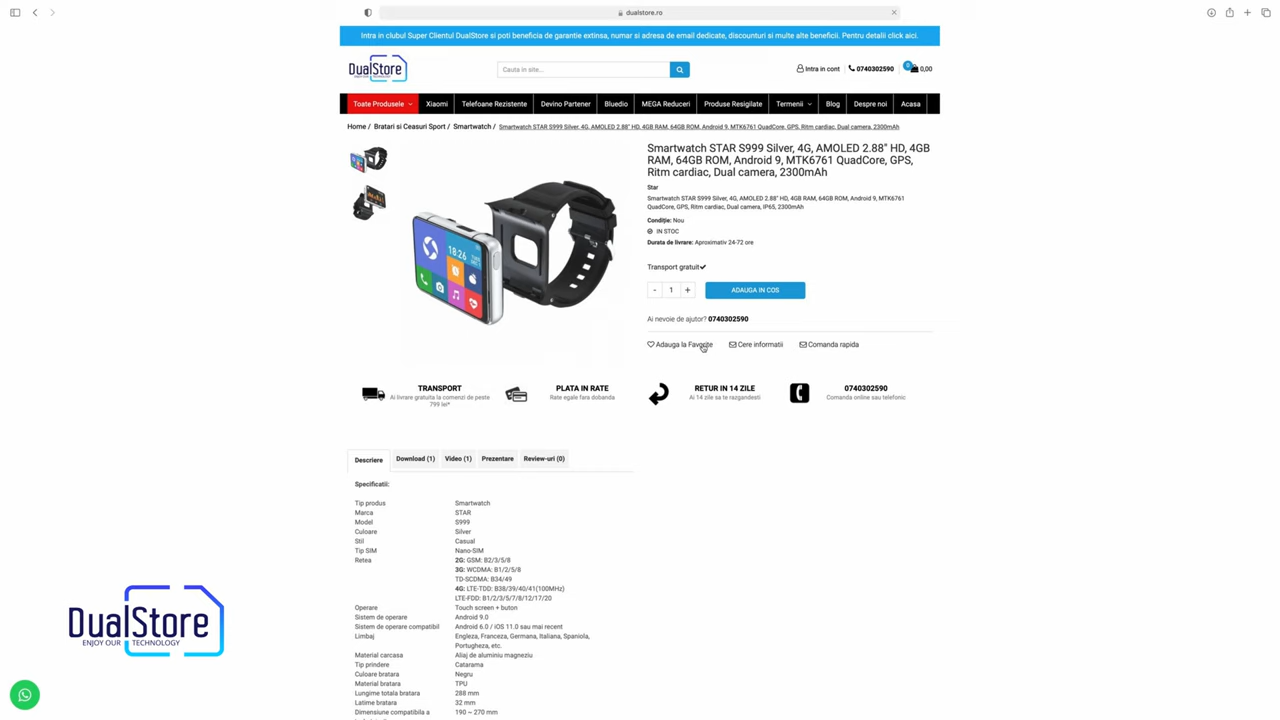 dualstore.ro
Intra in clubul Super Clientul DualStore si poti beneficia de garantie extinsa, numar si adresa de email dedicate, discounturi si multe alte beneficii. Pentru detalii click aici.
DualStore
ENJOY OUR TECHNOLOGY
Cauta in site...
Intra in cont
0740302590
0
0,00
Toate Produsele
Xiaomi
Telefoane Rezistente
Devino Partener
Bluedio
MEGA Reduceri
Produse Resigilate
Termenii
Blog
Despre noi
Acasa
Home / Bratari si Ceasuri Sport / Smartwatch / Smartwatch STAR S999 Silver, 4G, AMOLED 2.88" HD, 4GB RAM, 64GB ROM, Android 9, MTK6761 QuadCore, GPS, Ritm cardiac, Dual camera, 2300mAh
18:26
Smartwatch STAR S999 Silver, 4G, AMOLED 2.88" HD, 4GB
RAM, 64GB ROM, Android 9, MTK6761 QuadCore, GPS,
Ritm cardiac, Dual camera, 2300mAh
Star
Smartwatch STAR S999 Silver, 4G, AMOLED 2.88" HD, 4GB RAM, 64GB ROM, Android 9, MTK6761
QuadCore, GPS, Ritm cardiac, Dual camera, IP65, 2300mAh
Condiție: Nou
IN STOC
Durata de livrare: Aproximativ 24-72 ore
Transport gratuit
- 1 +
ADAUGA IN COS
Ai nevoie de ajutor? 0740302590
Adauga la Favorite
Cere informatii
Comanda rapida
TRANSPORT
Ai livrare gratuita la comenzi de peste
799 lei*
PLATA IN RATE
Rate egale fara dobanda
RETUR IN 14 ZILE
Ai 14 zile sa te razgandesti
0740302590
Comanda online sau telefonic
Descriere
Download (1)
Video (1)
Prezentare
Review-uri (0)
Specificatii:
Tip produs Smartwatch
Marca STAR
Model S999
Culoare Silver
Stil Casual
Tip SIM Nano-SIM
Retea 2G: GSM: B2/3/5/8
3G: WCDMA: B1/2/5/8
TD-SCDMA: B34/49
4G: LTE-TDD: B38/39/40/41(100MHz)
LTE-FDD: B1/2/3/5/7/8/12/17/20
Operare Touch screen + buton
Sistem de operare Android 9.0
Sistem de operare compatibil Android 6.0 / iOS 11.0 sau mai recent
Limbaj Engleza, Franceza, Germana, Italiana, Spaniola,
Portugheza, etc.
Material carcasa Aliaj de aluminiu magneziu
Tip prindere Catarama
Culoare bratara Negru
Material bratara TPU
Lungime totala bratara 288 mm
Latime bratara 32 mm
Dimensiune compatibila a 190 ~ 270 mm
DualStore
ENJOY OUR TECHNOLOGY